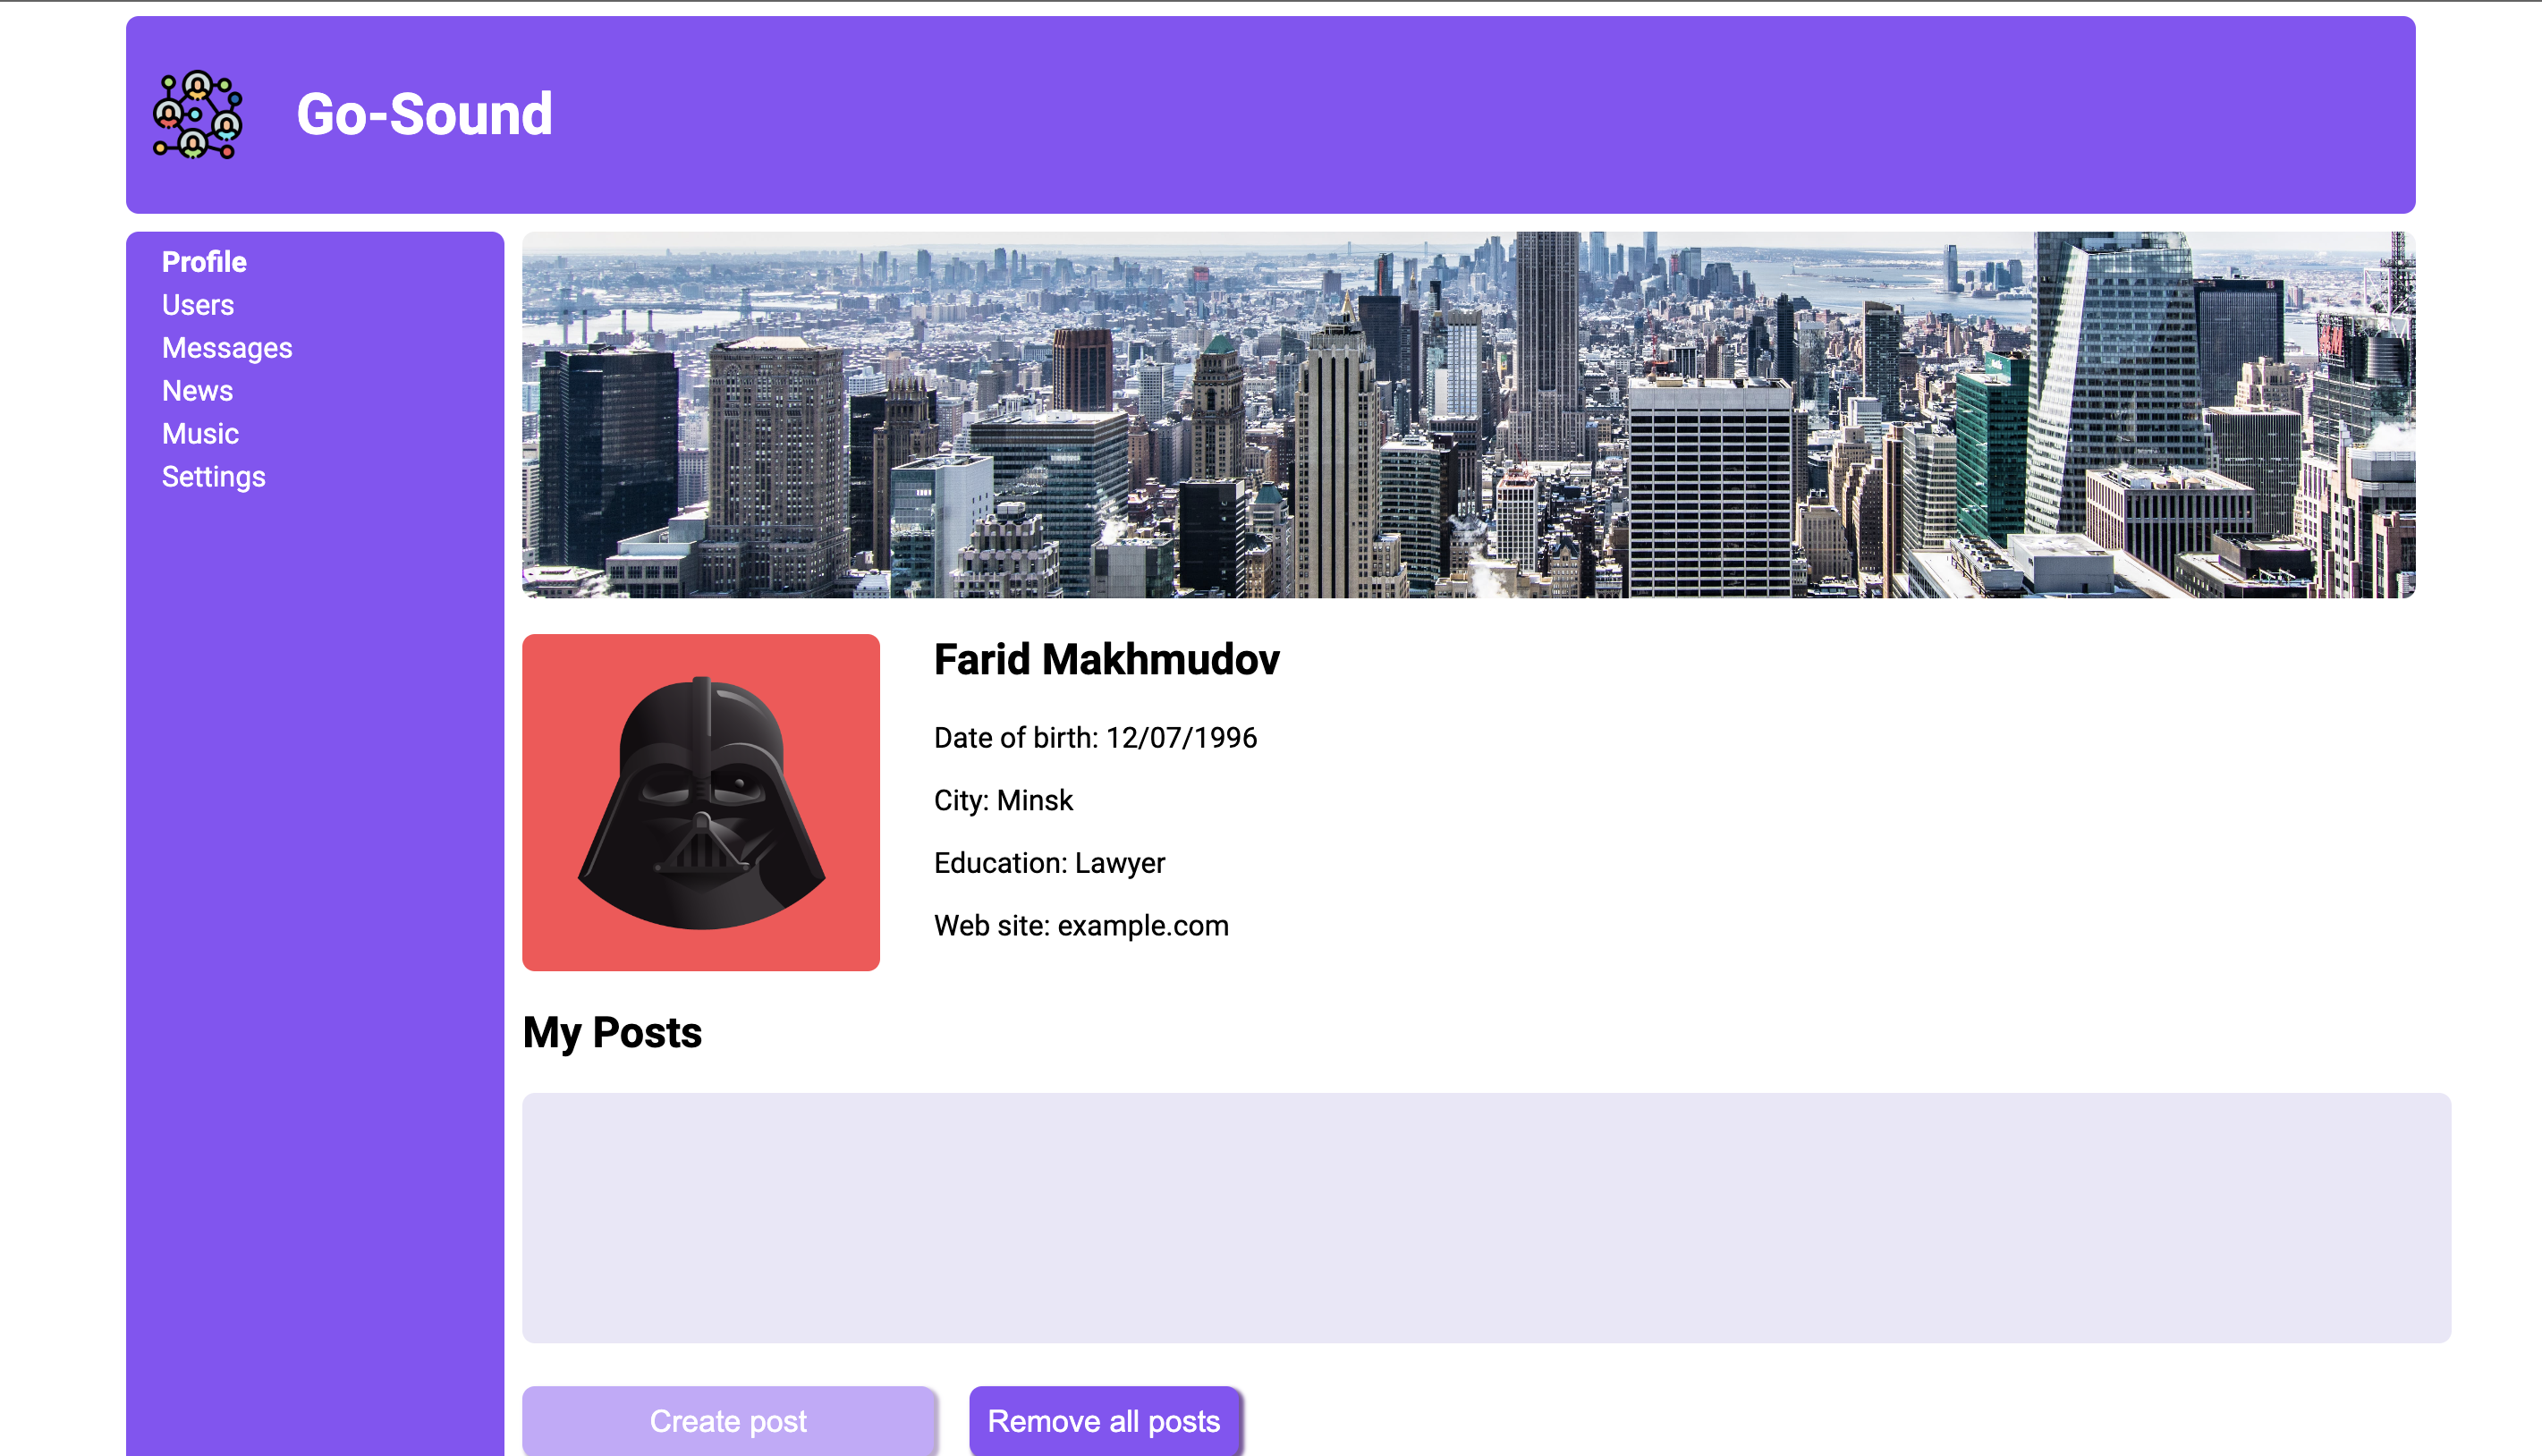 Go-Sound
Profile
Users
Messages
News
Music
Settings
Farid Makhmudov
Date of birth: 12/07/1996
City: Minsk
Education: Lawyer
Web site: example.com
My Posts
Create post
Remove all posts